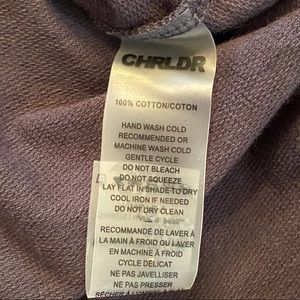 CHRLDR
100% COTTON/COTON
HAND WASH COLD
RECOMMENDED OR
MACHINE WASH COLD
GENTLE CYCLE
DO NOT BLEACH
DO NOT SQUEEZE
LAY FLAT IN SHADE TO DRY
COOL IRON IF NEEDED
DO NOT DRY CLEAN
RECOMMANDÉ DE LAVER À
LA MAIN À FROID OU LAVER
EN MACHINE À FROID
CYCLE DÉLICAT
NE PAS JAVELLISER
NE PAS PRESSER